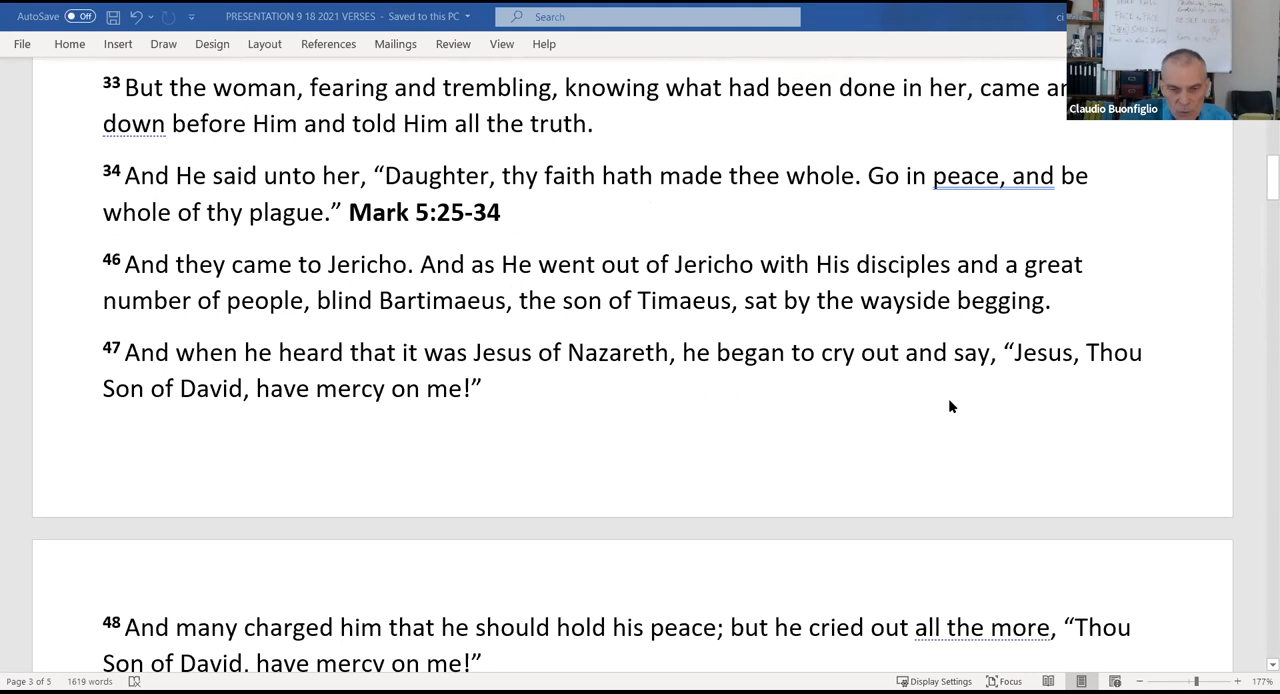 AutoSave Off PRESENTATION 9 18 2021 VERSES - Saved to this PC Search
File Home Insert Draw Design Layout References Mailings Review View Help
Claudio Buonfiglio
33 But the woman, fearing and trembling, knowing what had been done in her, came
down before Him and told Him all the truth.
34 And He said unto her, “Daughter, thy faith hath made thee whole. Go in peace, and be
whole of thy plague.” Mark 5:25-34
46 And they came to Jericho. And as He went out of Jericho with His disciples and a great
number of people, blind Bartimaeus, the son of Timaeus, sat by the wayside begging.
47 And when he heard that it was Jesus of Nazareth, he began to cry out and say, “Jesus, Thou
Son of David, have mercy on me!”
48 And many charged him that he should hold his peace; but he cried out all the more, “Thou
Son of David, have mercy on me!”
Page 3 of 5 1619 words Display Settings Focus 177%